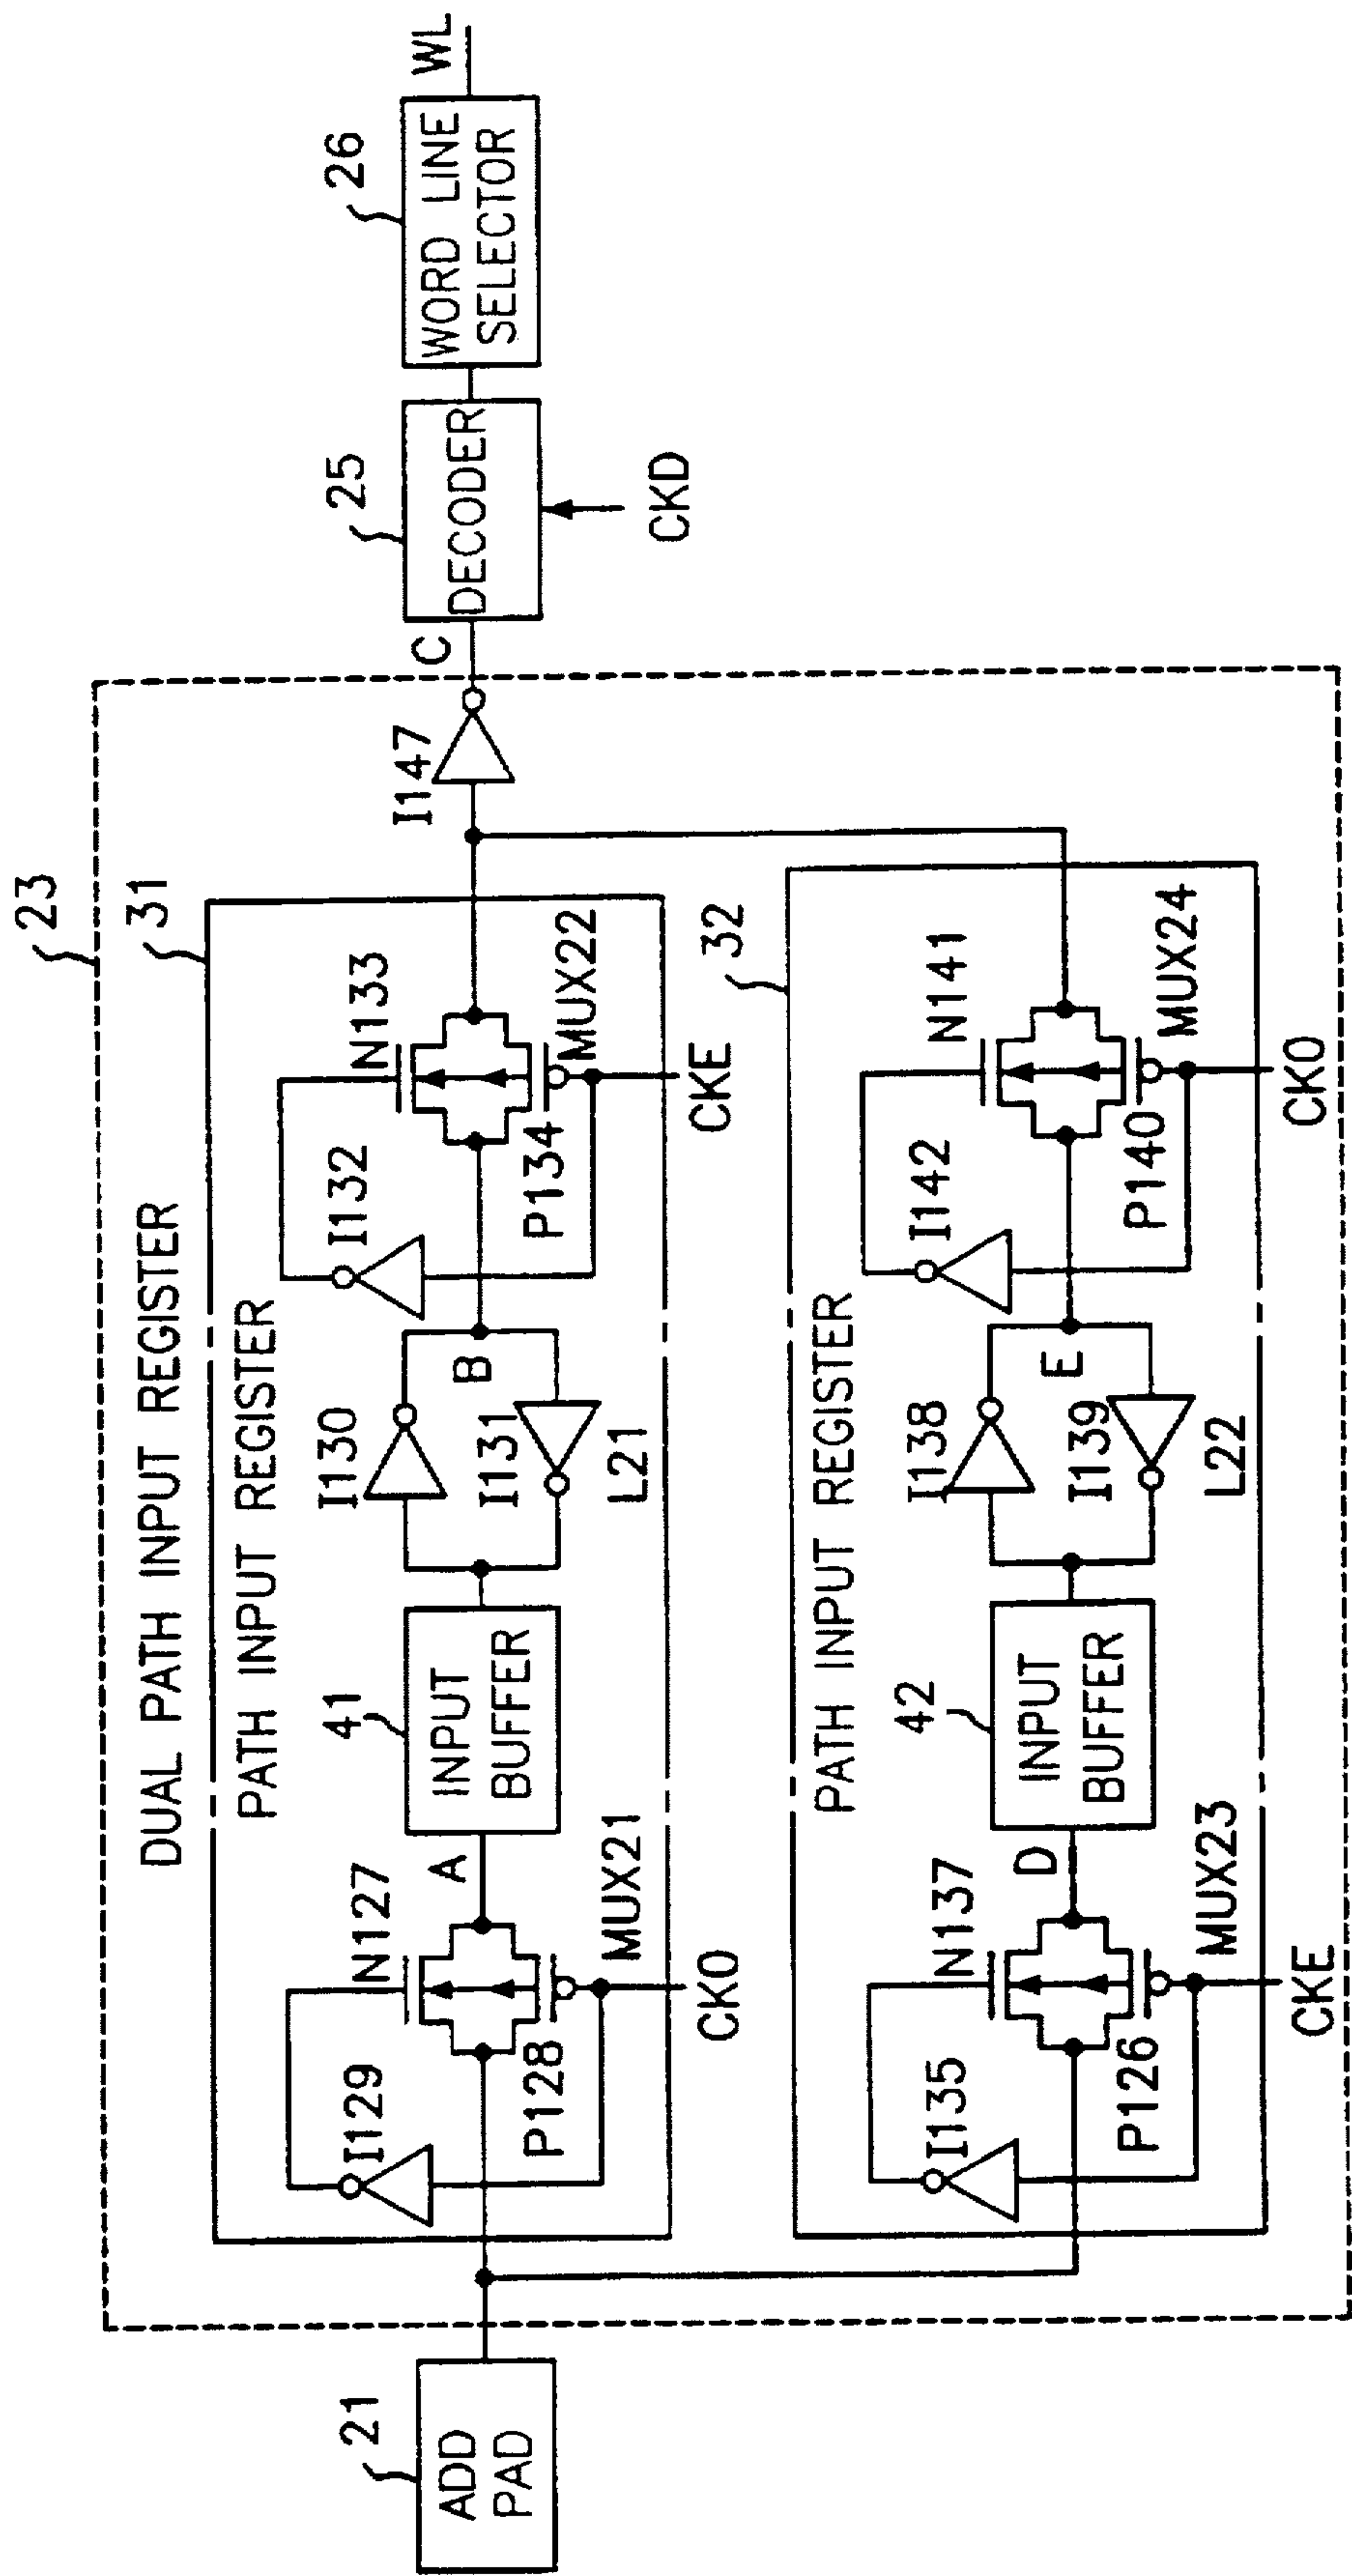 23
DUAL PATH INPUT REGISTER
31
PATH INPUT REGISTER
21
ADD
PAD
I129
N127
P128
MUX21
CKO
A
41
INPUT
BUFFER
I130
I131
L21
B
I132
N133
P134
MUX22
CKE
I147
C
25
DECODER
CKD
26
WORD LINE
SELECTOR
WL
32
PATH INPUT REGISTER
I135
N137
P126
MUX23
CKE
D
42
INPUT
BUFFER
I138
I139
L22
E
I142
N141
P140
MUX24
CKO